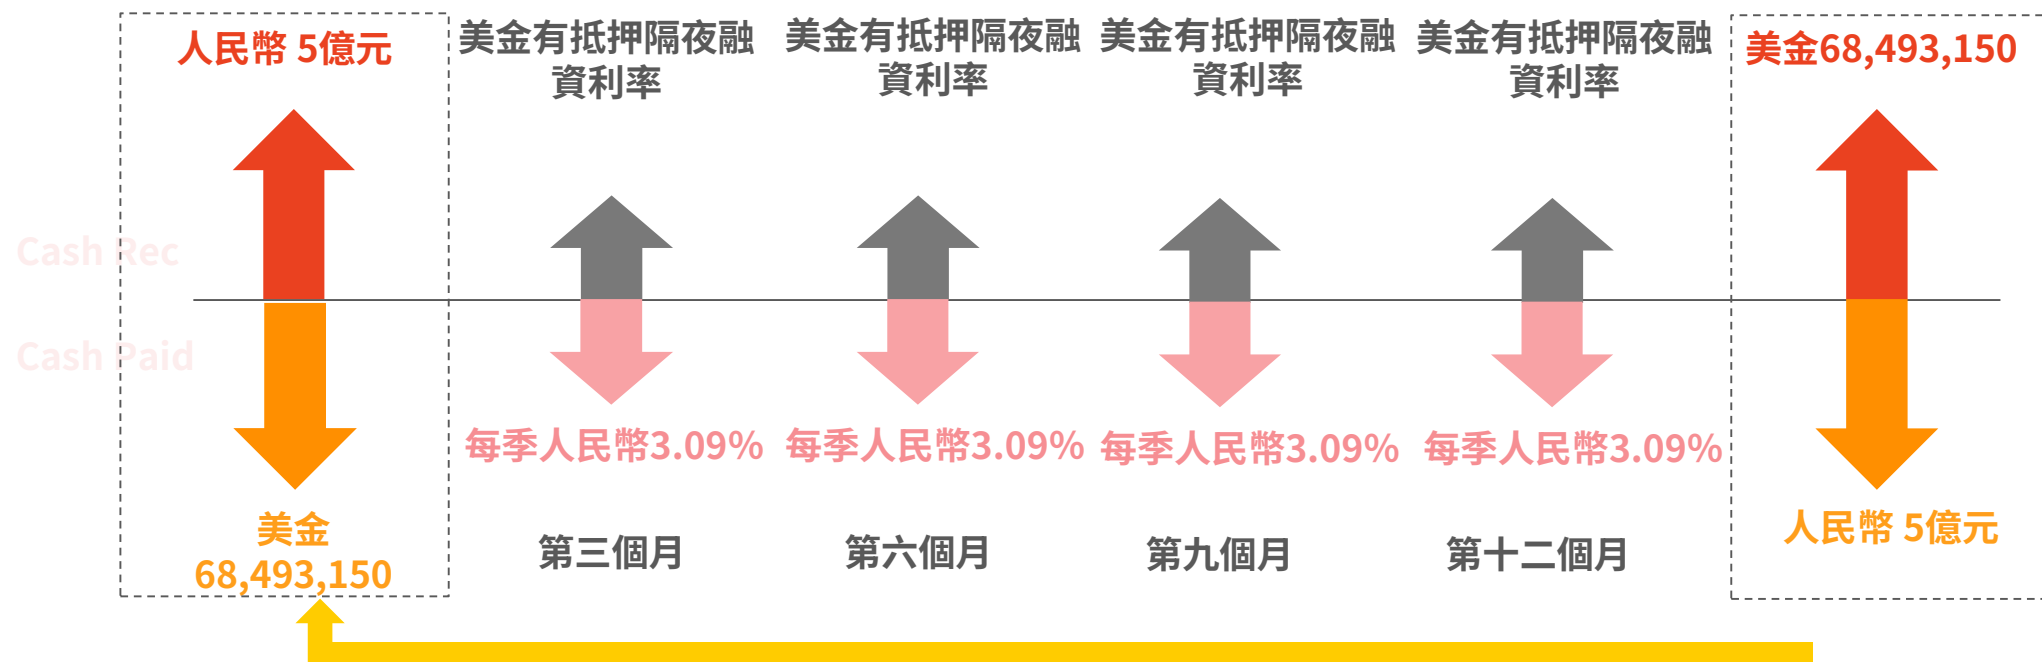 人民幣 5億元
美金有抵押隔夜融
資利率
美金有抵押隔夜融
資利率
美金有抵押隔夜融
資利率
美金有抵押隔夜融
資利率
美金68,493,150
Cash Rec
Cash Paid
每季人民幣3.09%
每季人民幣3.09%
每季人民幣3.09%
每季人民幣3.09%
美金
68,493,150
第三個月
第六個月
第九個月
第十二個月
人民幣 5億元